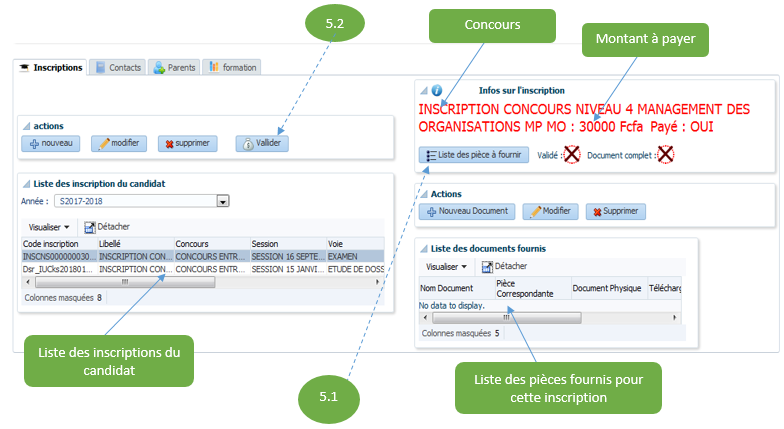 5.2
Concours
Montant à payer
Inscriptions
Contacts
Parents
formation
Infos sur l'inscription
INSCRIPTION CONCOURS NIVEAU 4 MANAGEMENT DES
ORGANISATIONS MP MO : 30000 Fcfa Payé : OUI
Liste des pièce à fournir
Validé :
Document complet :
actions
nouveau
modifier
supprimer
Vallider
Liste des inscription du candidat
Année : S2017-2018
Visualiser
Détacher
Code inscription Libellé Concours Session Voie
INSCNS000000030... INSCRIPTION CON... CONCOURS ENTR... SESSION 16 SEPTE... EXAMEN
Dsr_IUCks201801... INSCRIPTION CON... CONCOURS ENTR... SESSION 15 JANVI... ETUDE DE DOSS
Colonnes masquées 8
Actions
Nouveau Document
Modifier
Supprimer
Liste des documents fournis
Visualiser
Détacher
Nom Document
Pièce
Correspondante
Document Physique
Télécharg
No data to display.
Colonnes masquées 5
Liste des inscriptions du
candidat
5.1
Liste des pièces fournis pour
cette inscription